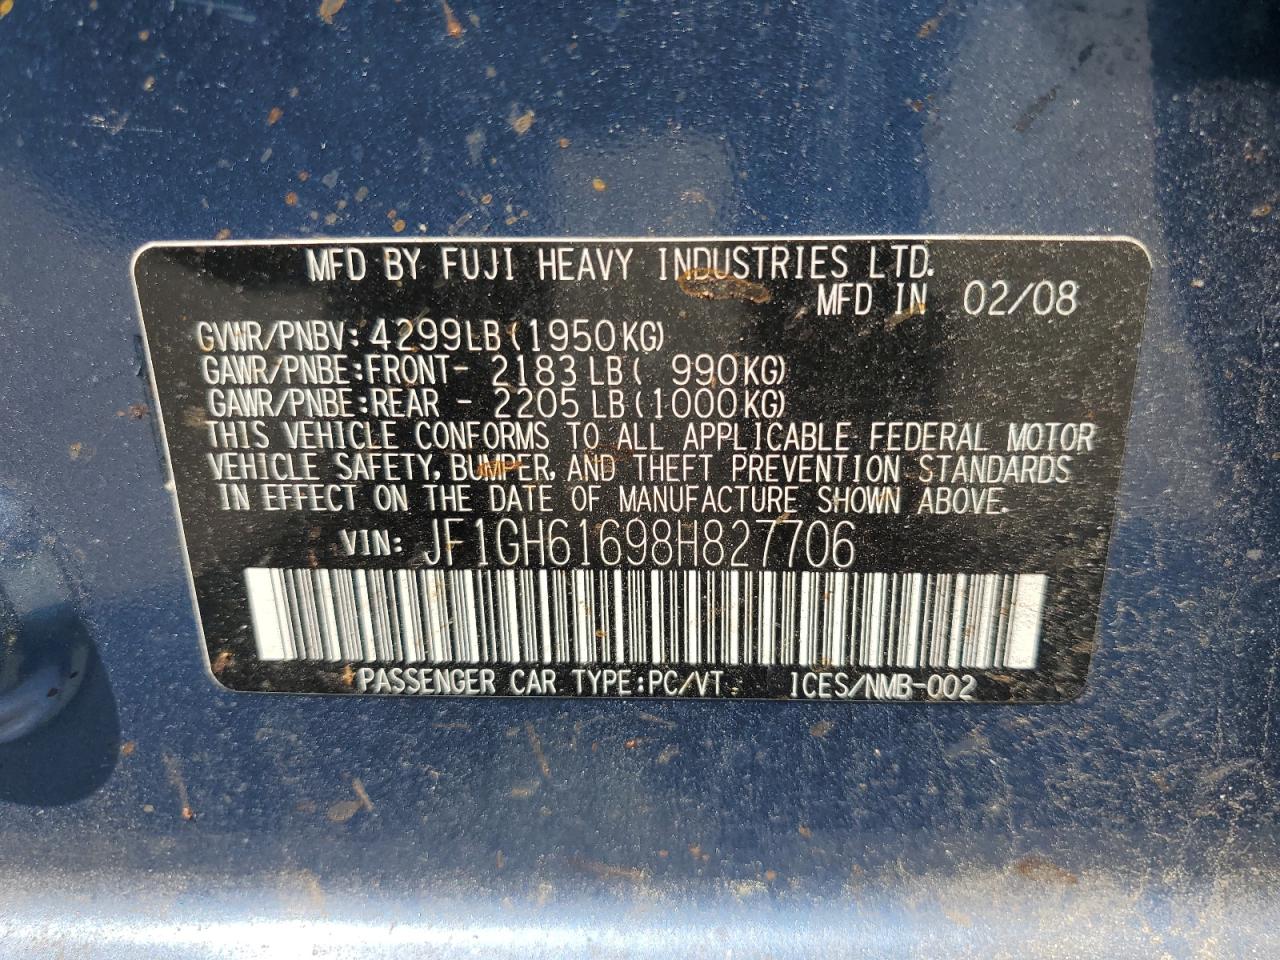 MFD BY FUJI HEAVY INDUSTRIES LTD.
MFD IN 02/08
GVWR/PNBV: 4299LB(1950KG)
GAWR/PNBE:FRONT- 2183LB( 990KG)
GAWR/PNBE:REAR - 2205LB(1000KG)
THIS VEHICLE CONFORMS TO ALL APPLICABLE FEDERAL MOTOR
VEHICLE SAFETY, BUMPER, AND THEFT PREVENTION STANDARDS
IN EFFECT ON THE DATE OF MANUFACTURE SHOWN ABOVE.
VIN: JF1GH61698H827706
PASSENGER CAR TYPE:PC/VT ICES/NMB-002